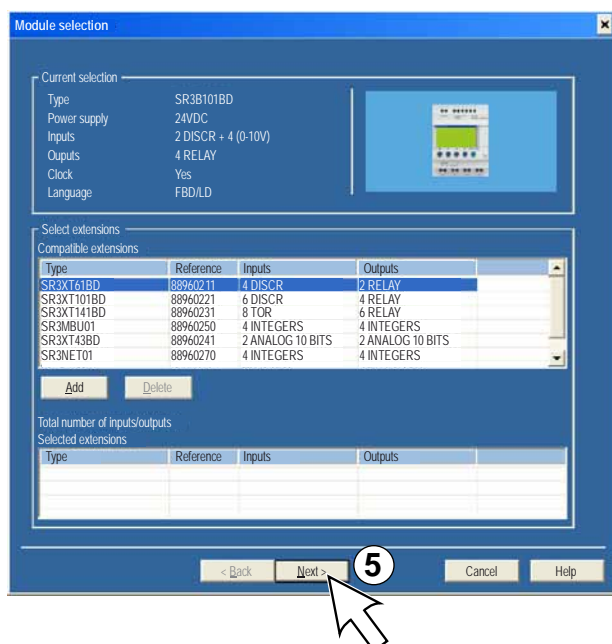 Module selection
Current selection
Type SR3B101BD
Power supply 24VDC
Inputs 2 DISCR + 4 (0-10V)
Ouputs 4 RELAY
Clock Yes
Language FBD/LD
Select extensions
Compatible extensions
Type Reference Inputs Outputs
SR3XT61BD 88960211 4 DISCR 2 RELAY
SR3XT101BD 88960221 6 DISCR 4 RELAY
SR3XT141BD 88960231 8 TOR 6 RELAY
SR3MBU01 88960250 4 INTEGERS 4 INTEGERS
SR3XT43BD 88960241 2 ANALOG 10 BITS 2 ANALOG 10 BITS
SR3NET01 88960270 4 INTEGERS 4 INTEGERS
Add Delete
Total number of inputs/outputs
Selected extensions
Type Reference Inputs Outputs
< Back Next > 5 Cancel Help